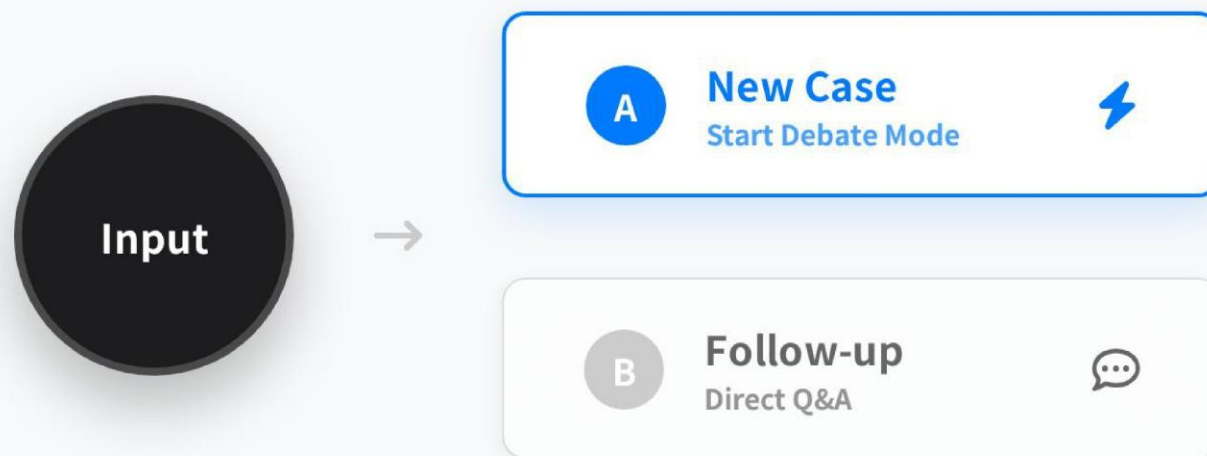 Input
A
New Case
Start Debate Mode
B
Follow-up
Direct Q&A